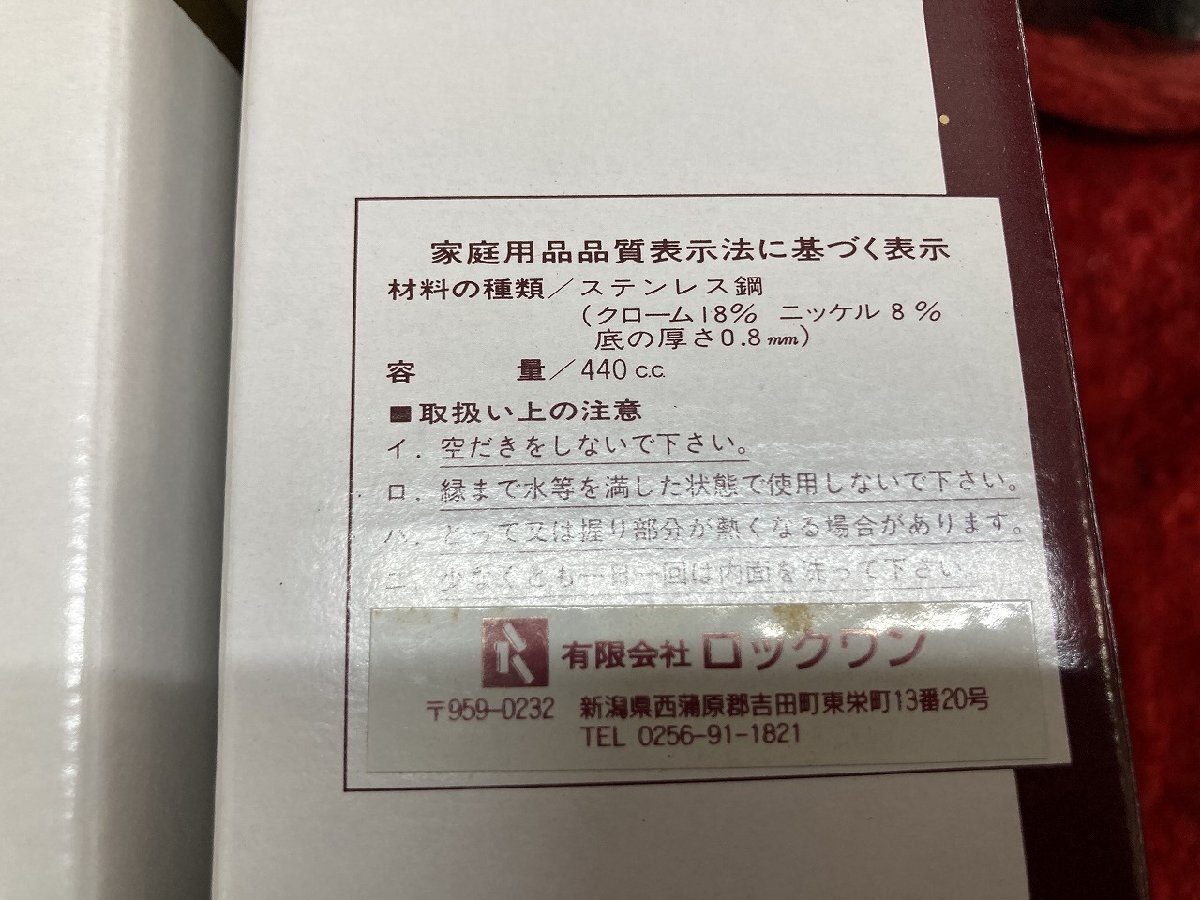 家庭用品品質表示法に基づく表示
材料の種類/ステンレス鋼
(クローム18% ニッケル8%
底の厚さ0.8mm)
容 量/440c.c.
■取扱い上の注意
イ. 空だきをしないで下さい。
ロ. 縁まで水等を満した状態で使用しないで下さい。
ハ. とって又は握り部分が熱くなる場合があります。
ニ. 少なくとも一日一回は内面を洗って下さい
有限会社 ロックワン
〒959-0232 新潟県西蒲原郡吉田町東栄町13番20号
TEL 0256-91-1821